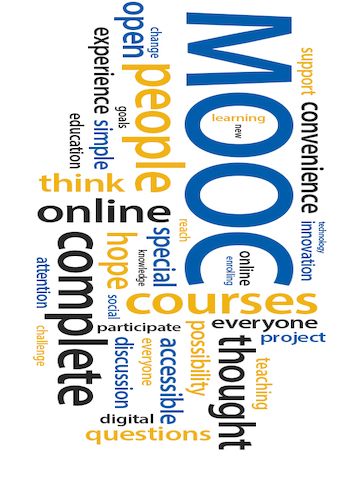 MOOC
people
open
change
experience
simple
goals
education
think
online
complete
hope
special
reach
knowledge
social
attention
challenge
courses
participate
discussion
everyone
accessible
possibility
digital
questions
thought
teaching
project
everyone
online
enrolling
learning
new
support
convenience
innovation
technology